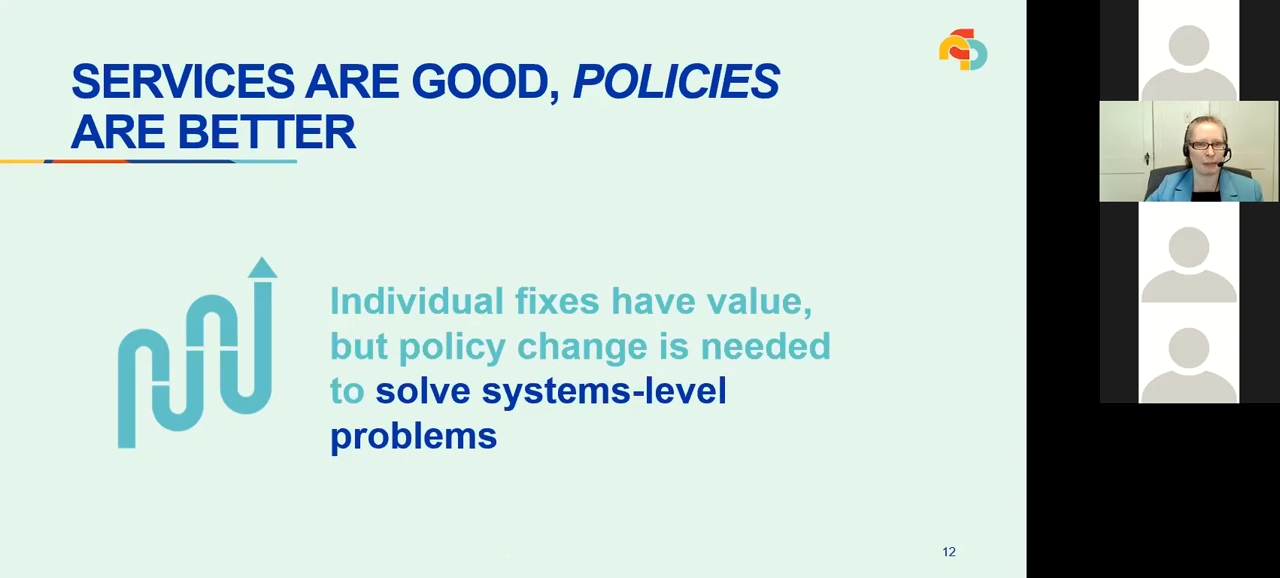 SERVICES ARE GOOD, POLICIES
ARE BETTER
Individual fixes have value,
but policy change is needed
to solve systems-level
problems
12